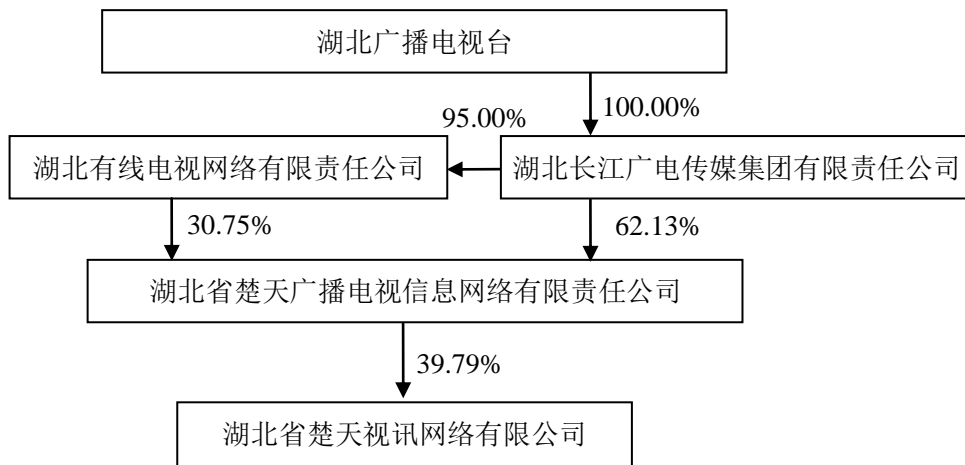 湖北广播电视台
100.00%
95.00%
湖北有线电视网络有限责任公司
湖北长江广电传媒集团有限责任公司
30.75%
62.13%
湖北省楚天广播电视信息网络有限责任公司
39.79%
湖北省楚天视讯网络有限公司